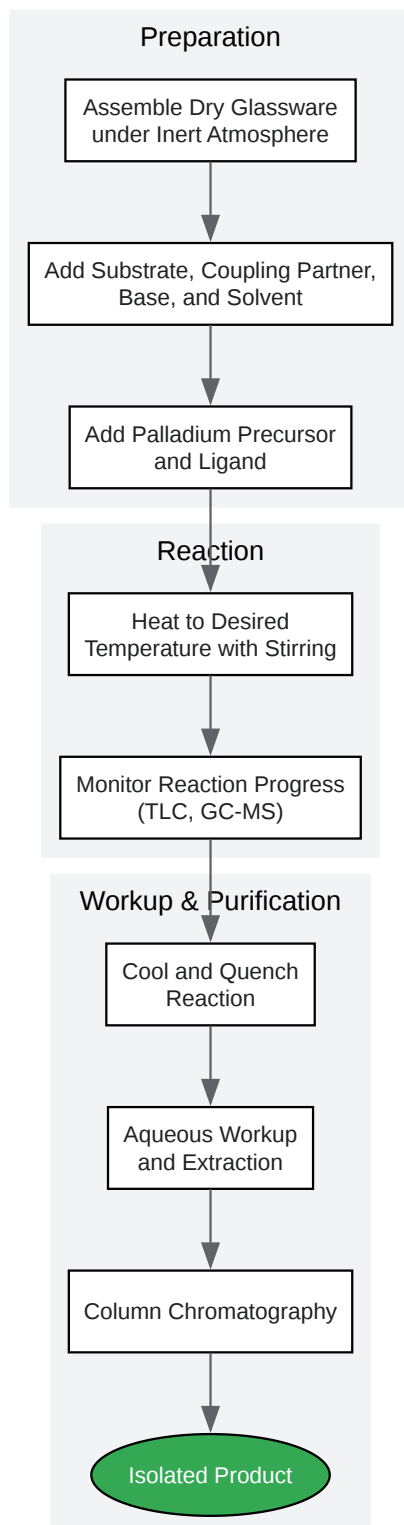 Preparation
Assemble Dry Glassware
under Inert Atmosphere
Add Substrate, Coupling Partner,
Base, and Solvent
Add Palladium Precursor
and Ligand
Reaction
Heat to Desired
Temperature with Stirring
Monitor Reaction Progress
(TLC, GC-MS)
Workup & Purification
Cool and Quench
Reaction
Aqueous Workup
and Extraction
Column Chromatography
Isolated Product